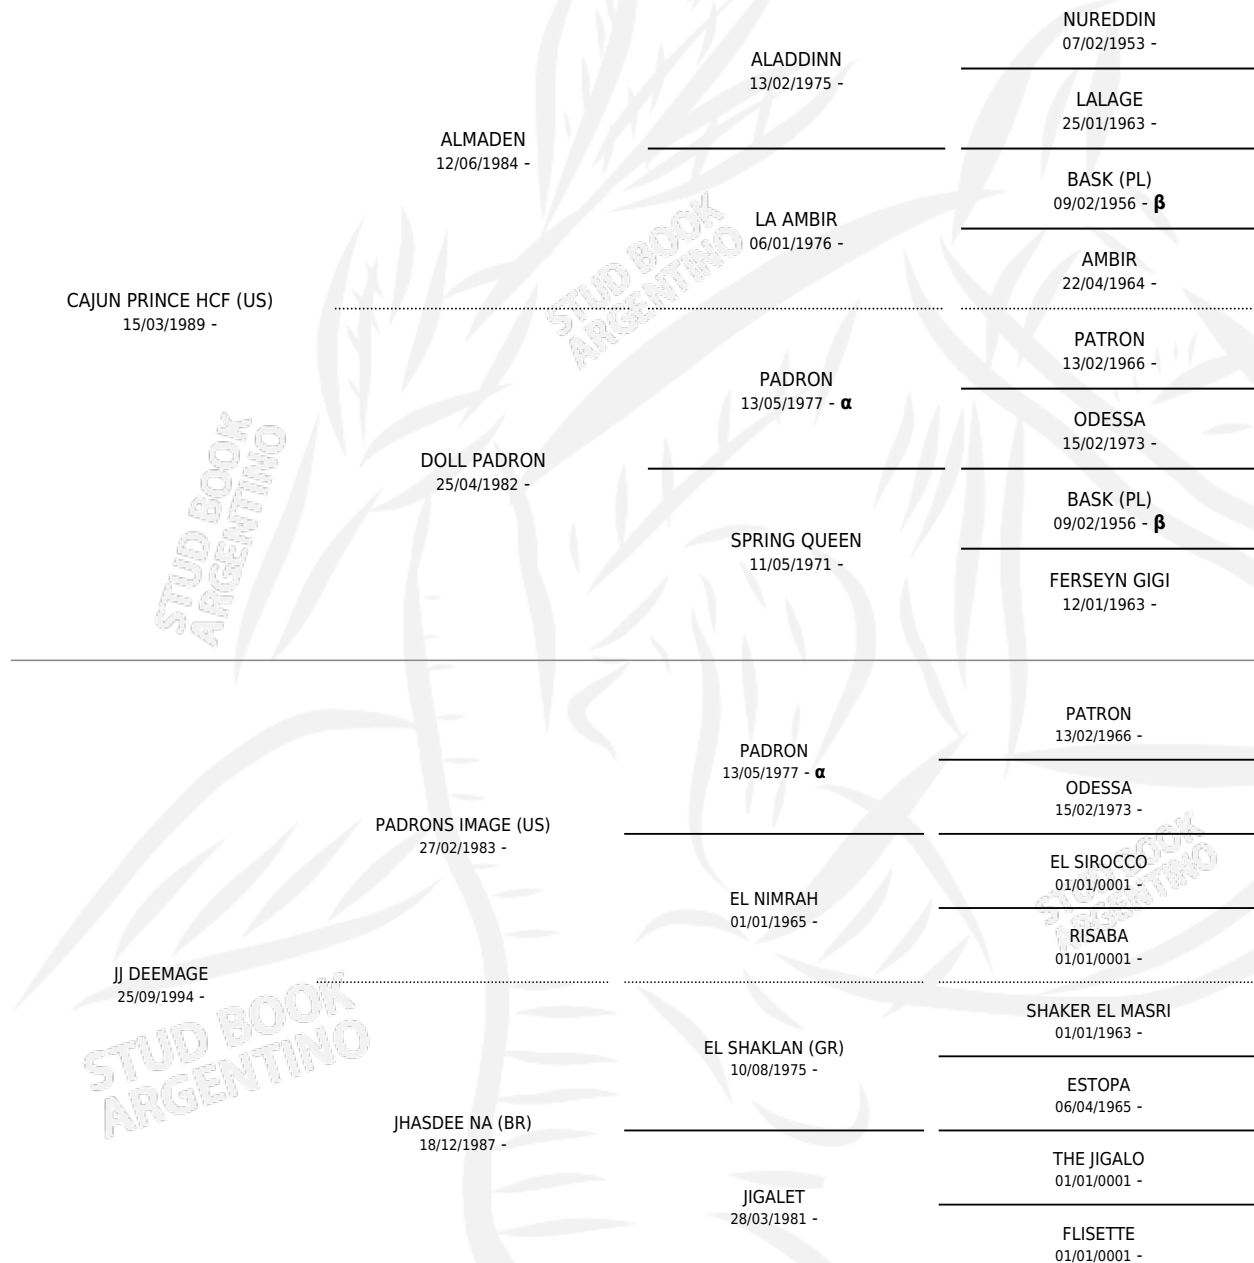 NUREDDIN
07/02/1953 -
ALADDINN
13/02/1975 -
LALAGE
25/01/1963 -
ALMADEN
12/06/1984 -
BASK (PL)
09/02/1956 - β
LA AMBIR
06/01/1976 -
AMBIR
22/04/1964 -
CAJUN PRINCE HCF (US)
15/03/1989 -
PATRON
13/02/1966 -
PADRON
13/05/1977 - α
ODESSA
15/02/1973 -
DOLL PADRON
25/04/1982 -
BASK (PL)
09/02/1956 - β
SPRING QUEEN
11/05/1971 -
FERSEYN GIGI
12/01/1963 -
PATRON
13/02/1966 -
PADRON
13/05/1977 - α
ODESSA
15/02/1973 -
PADRONS IMAGE (US)
27/02/1983 -
EL SIROCCO
01/01/0001 -
EL NIMRAH
01/01/1965 -
RISABA
01/01/0001 -
JJ DEEMAGE
25/09/1994 -
SHAKER EL MASRI
01/01/1963 -
EL SHAKLAN (GR)
10/08/1975 -
ESTOPA
06/04/1965 -
JHASDEE NA (BR)
18/12/1987 -
THE JIGALO
01/01/0001 -
JIGALET
28/03/1981 -
FLISETTE
01/01/0001 -
STUD BOOK
ARGENTINO
STUD BOOK
ARGENTINO
STUD BOOK
ARGENTINO
STUD BOOK
ARGENTINO